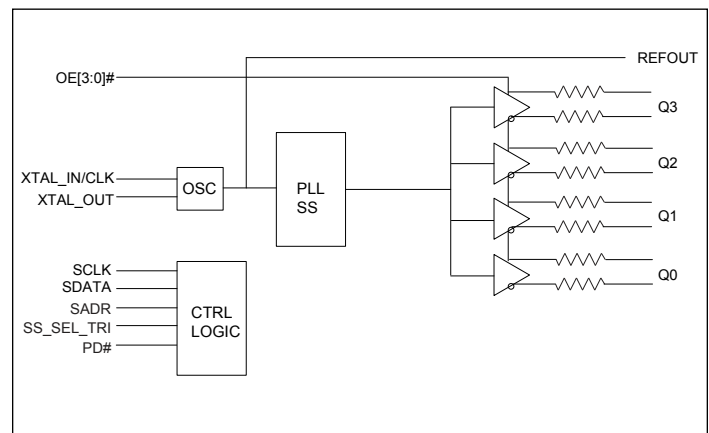 REFOUT
OE[3:0]#
Q3
Q2
XTAL_IN/CLK
OSC
PLL
SS
XTAL_OUT
Q1
SCLK
SDATA
SADR
SS_SEL_TRI
PD#
CTRL
LOGIC
Q0